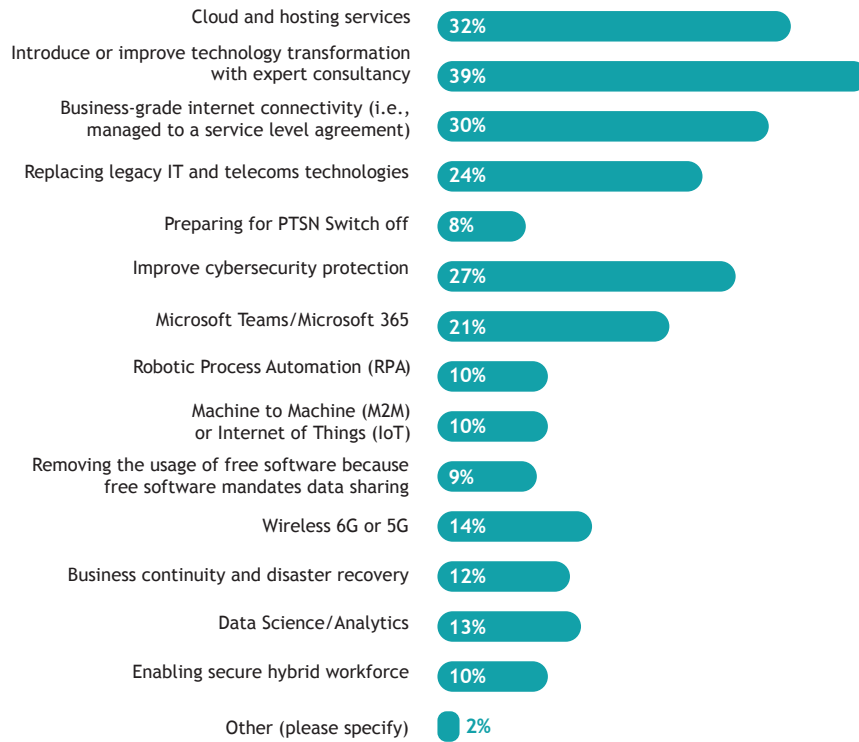 Cloud and hosting services
32%
Introduce or improve technology transformation
with expert consultancy
39%
Business-grade internet connectivity (i.e.,
managed to a service level agreement)
30%
Replacing legacy IT and telecoms technologies
24%
Preparing for PTSN Switch off
8%
Improve cybersecurity protection
27%
Microsoft Teams/Microsoft 365
21%
Robotic Process Automation (RPA)
10%
Machine to Machine (M2M)
or Internet of Things (IoT)
10%
Removing the usage of free software because
free software mandates data sharing
9%
Wireless 6G or 5G
14%
Business continuity and disaster recovery
12%
Data Science/Analytics
13%
Enabling secure hybrid workforce
10%
Other (please specify)
2%